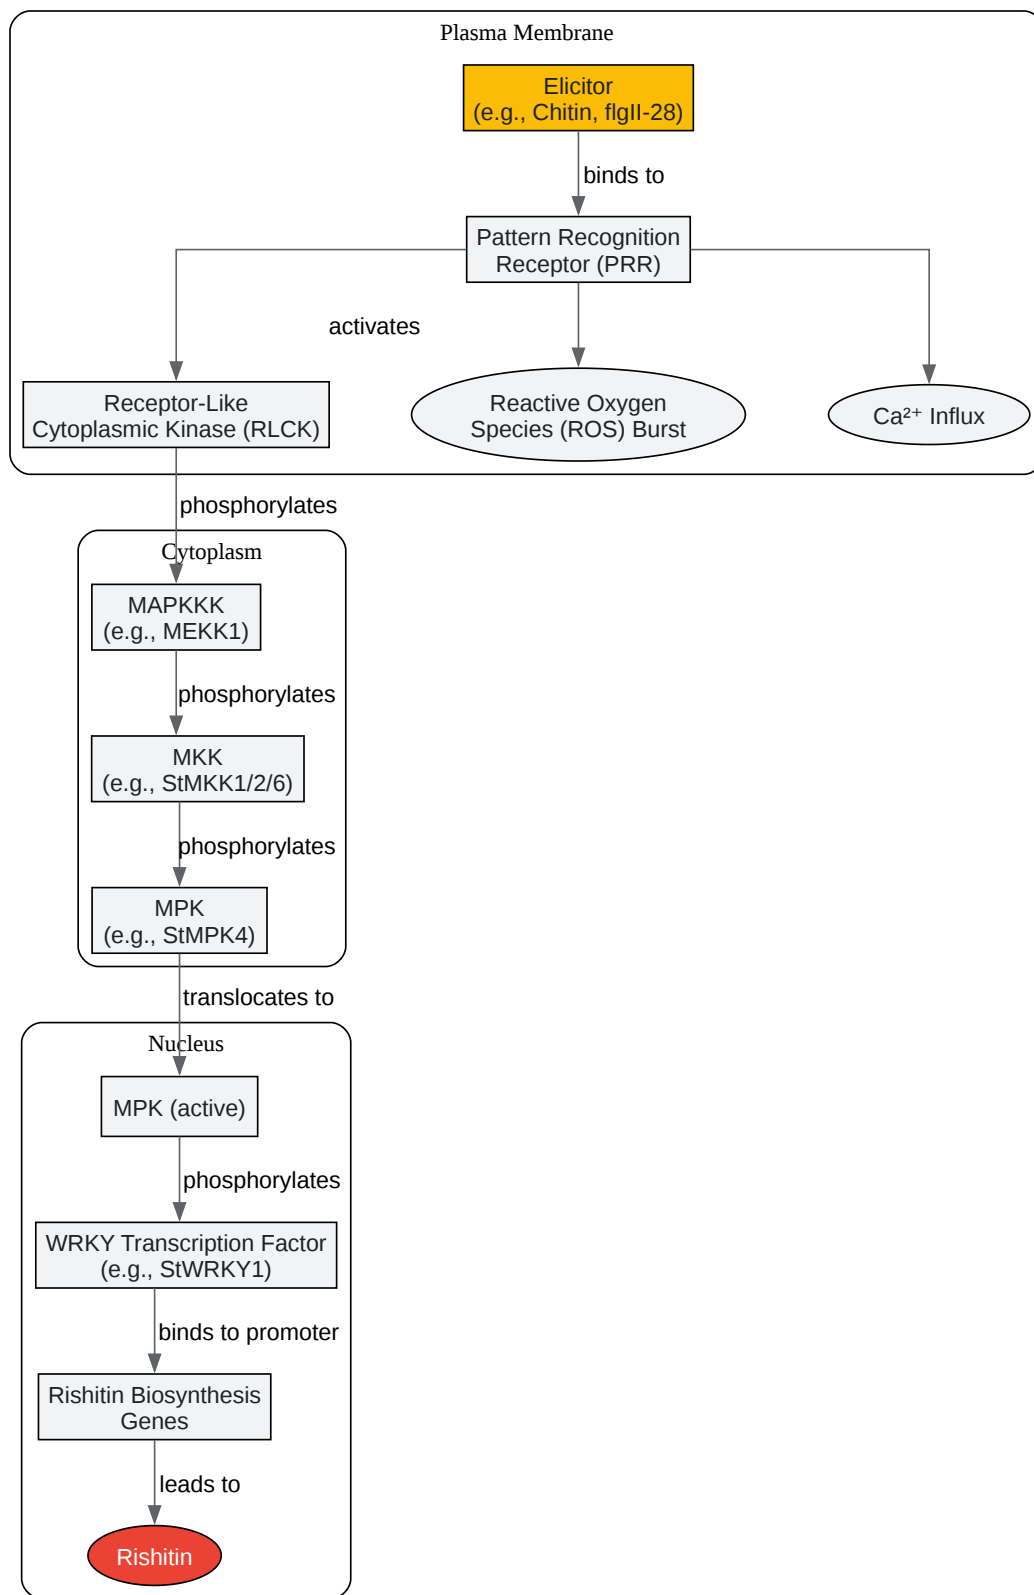 Plasma Membrane
Elicitor
(e.g., Chitin, flgII-28)
binds to
Pattern Recognition
Receptor (PRR)
activates
Receptor-Like
Cytoplasmic Kinase (RLCK)
Reactive Oxygen
Species (ROS) Burst
Ca²⁺ Influx
phosphorylates
Cytoplasm
MAPKKK
(e.g., MEKK1)
phosphorylates
MKK
(e.g., StMKK1/2/6)
phosphorylates
MPK
(e.g., StMPK4)
translocates to
Nucleus
MPK (active)
phosphorylates
WRKY Transcription Factor
(e.g., StWRKY1)
binds to promoter
Rishitin Biosynthesis
Genes
leads to
Rishitin